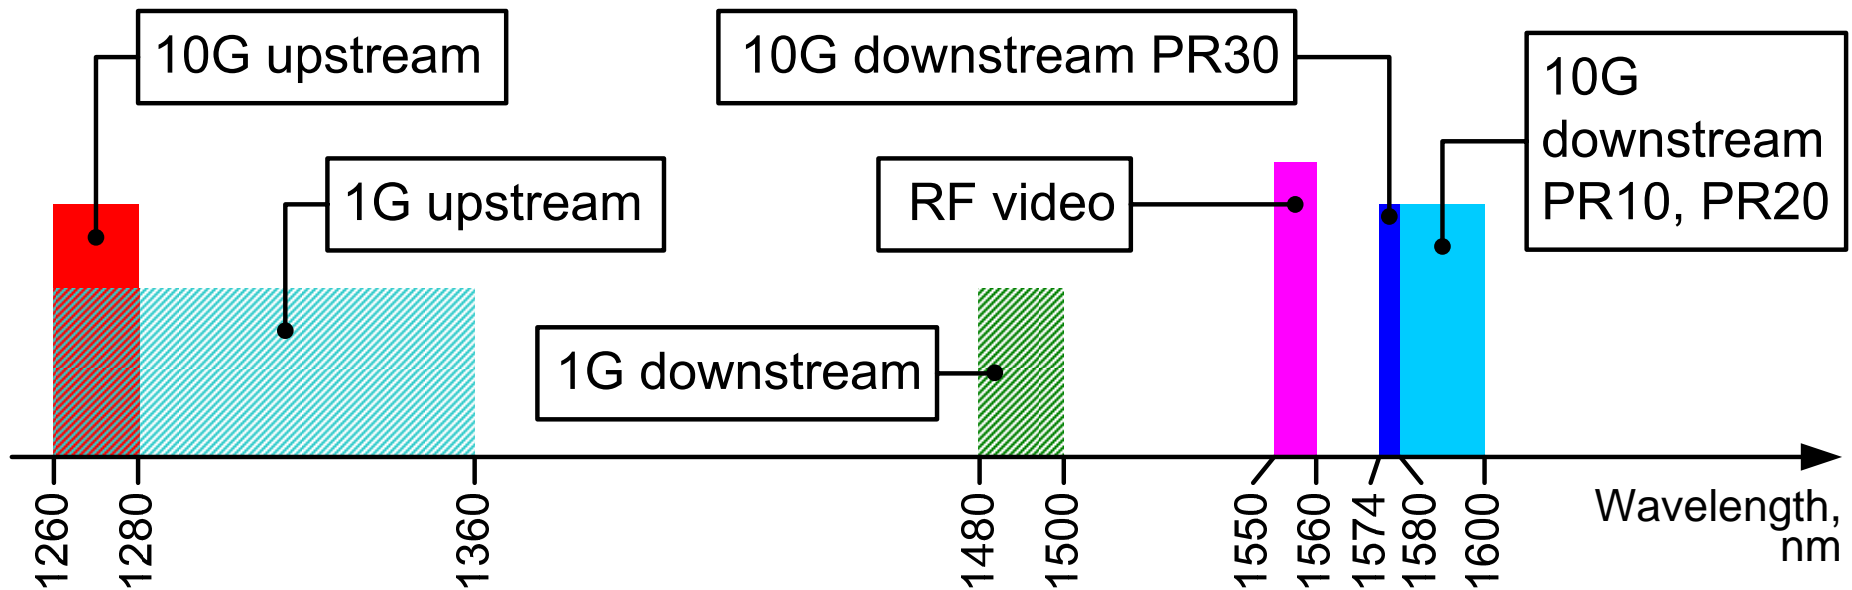 10G upstream
10G downstream PR30
10G
downstream
PR10, PR20
1G upstream
RF video
1G downstream
1260
1280
1360
1480
1500
1550
1560
1574
1580
1600
Wavelength,
nm